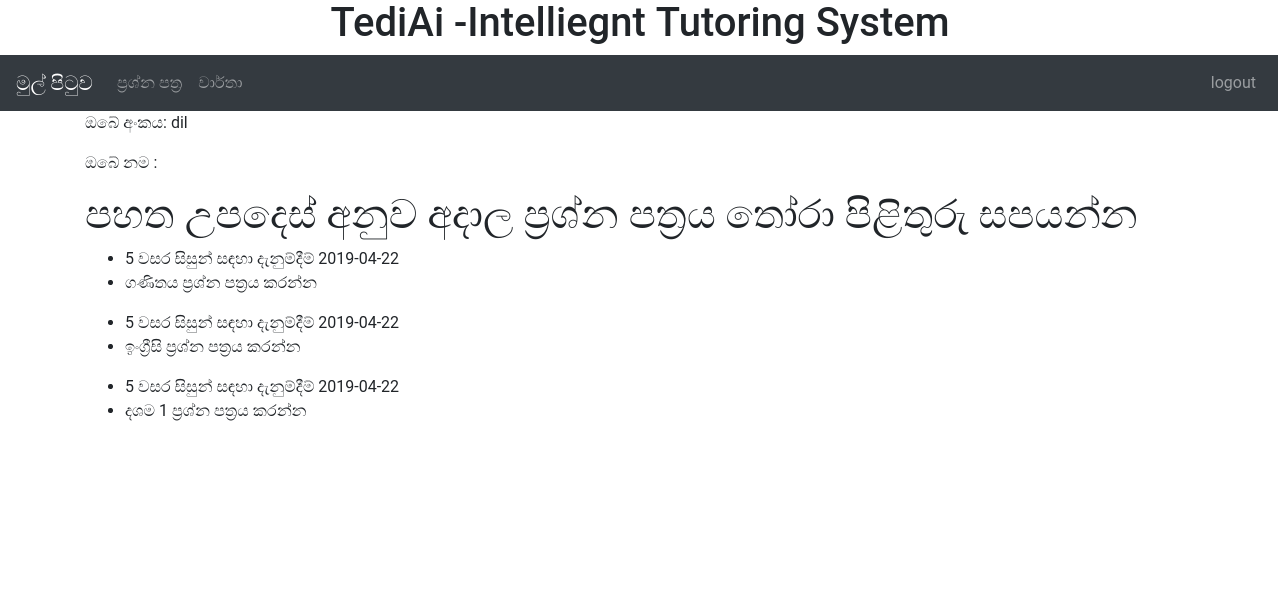 TediAi -Intelliegnt Tutoring System
මුල් පිටුව ප්‍රශ්න පත්‍ර වාර්තා logout
ඔබේ අංකය: dil
ඔබේ නම :
පහත උපදෙස් අනුව අදාල ප්‍රශ්න පත්‍රය තෝරා පිළිතුරු සපයන්න
5 වසර සිසුන් සඳහා දැනුම්දීම් 2019-04-22
ගණිතය ප්‍රශ්න පත්‍රය කරන්න
5 වසර සිසුන් සඳහා දැනුම්දීම් 2019-04-22
ඉංග්‍රීසි ප්‍රශ්න පත්‍රය කරන්න
5 වසර සිසුන් සඳහා දැනුම්දීම් 2019-04-22
දශම 1 ප්‍රශ්න පත්‍රය කරන්න